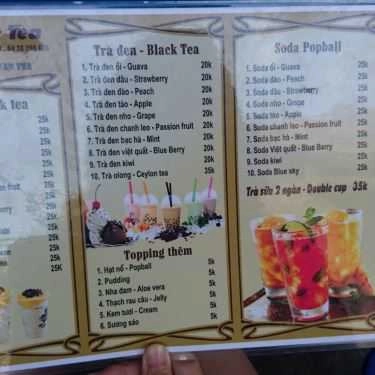 Tea
k tea
25k
25k
25k
25k
25k
25k
25k
25k
25k
25K
Trà đen - Black Tea
1. Trà đen ổi - Guava 20k
2. Trà đen dâu - Strawberry 20k
3. Trà đen đào - Peach 20k
4. Trà đen táo - Apple 20k
5. Trà đen nho - Grape 20k
6. Trà đen chanh leo - Passion fruit 20k
7. Trà đen bạc hà - Mint 20k
8. Trà đen việt quất - Blue Berry 20k
9. Trà đen kiwi 20k
10. Trà olong - Ceylon tea 20k
Topping thêm
1. Hạt nổ - Popball 5k
2. Pudding 5k
3. Nha đam - Aloe vera 5k
4. Thạch rau câu - Jelly 5k
5. Kem tươi - Cream 5k
6. Sương sáo 5k
Soda Popball
1. Soda ổi - Guava 25k
2. Soda đào - Peach 25k
3. Soda dâu - Strawberry 25k
4. Soda nho - Grape 25k
5. Soda táo - Apple 25k
6. Soda chanh leo - Passion fruit 25k
7. Soda bạc hà - Mint 25k
8. Soda Việt quất - Blue Berry 25k
9. Soda kiwi 25k
10. Soda Blue sky 25k
Trà sữa 2 ngăn - Double cup 35k